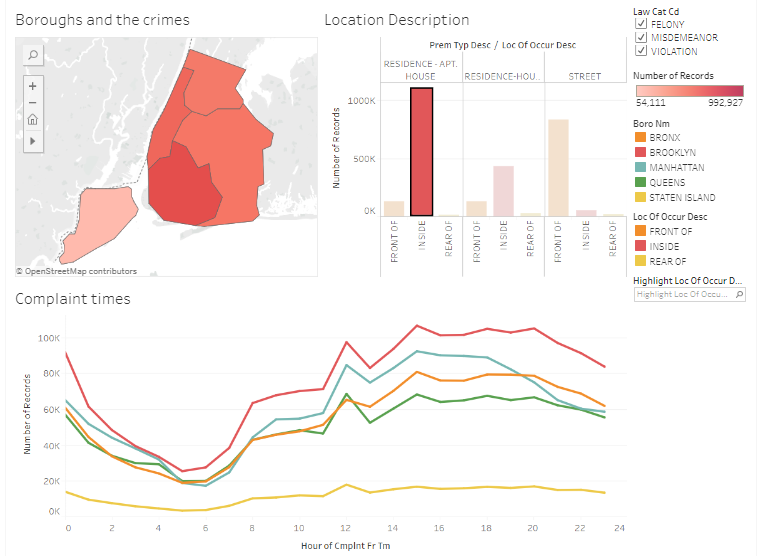 Boroughs and the crimes
© OpenStreetMap contributors
Location Description
Prem Typ Desc / Loc Of Occur Desc
RESIDENCE - APT. HOUSE
RESIDENCE-HOU..
STREET
Number of Records
1000K
500K
0K
FRONT OF
INSIDE
REAR OF
FRONT OF
INSIDE
REAR OF
FRONT OF
INSIDE
REAR OF
Law Cat Cd
FELONY
MISDEMEANOR
VIOLATION
Number of Records
54,111 992,927
Boro Nm
BRONX
BROOKLYN
MANHATTAN
QUEENS
STATEN ISLAND
Loc Of Occur Desc
FRONT OF
INSIDE
REAR OF
Highlight Loc Of Occur D...
Highlight Loc Of Occu...
Complaint times
Number of Records
100K
80K
60K
40K
20K
0K
0 2 4 6 8 10 12 14 16 18 20 22 24
Hour of Cmplnt Fr Tm